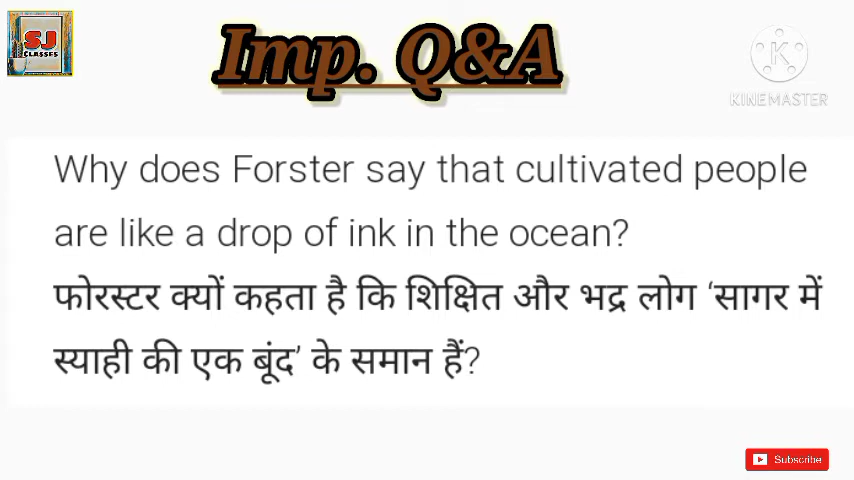 SJ
CLASSES
Imp. Q&A
K
KINEMASTER
Why does Forster say that cultivated people
are like a drop of ink in the ocean?
फोरस्टर क्यों कहता है कि शिक्षित और भद्र लोग ‘सागर में
स्याही की एक बूंद’ के समान हैं?
Subscribe